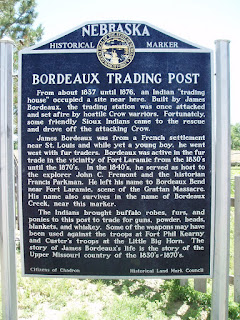 NEBRASKA
HISTORICAL MARKER
BORDEAUX TRADING POST
From about 1837 until 1876, an Indian "trading
house" occupied a site near here. Built by James
Bordeaux, the trading station was once attacked
and set afire by hostile Crow warriors. Fortunately,
some friendly Sioux Indians came to the rescue
and drove off the attacking Crow.
James Bordeaux was from a French settlement
near St. Louis and while yet a young boy, he went
west with fur traders. Bordeaux was active in the fur
trade in the vicinity of Fort Laramie from the 1830's
until the 1870's. In the 1840's, he served as host to
the explorer John C. Fremont and the historian
Francis Parkman. He left his name to Bordeaux Bend
near Fort Laramie, scene of the Grattan Massacre.
His name also survives in the name of Bordeaux
Creek, near this marker.
The Indians brought buffalo robes, furs, and
ponies to this post to trade for guns, powder, beads,
blankets, and whiskey. Some of the weapons may have
been used against the troops at Fort Phil Kearny
and Custer's troops at the Little Big Horn. The
story of James Bordeaux's life is the story of the
Upper Missouri country of the 1830's-1870's.
Citizens of Chadron Historical Land Mark Council